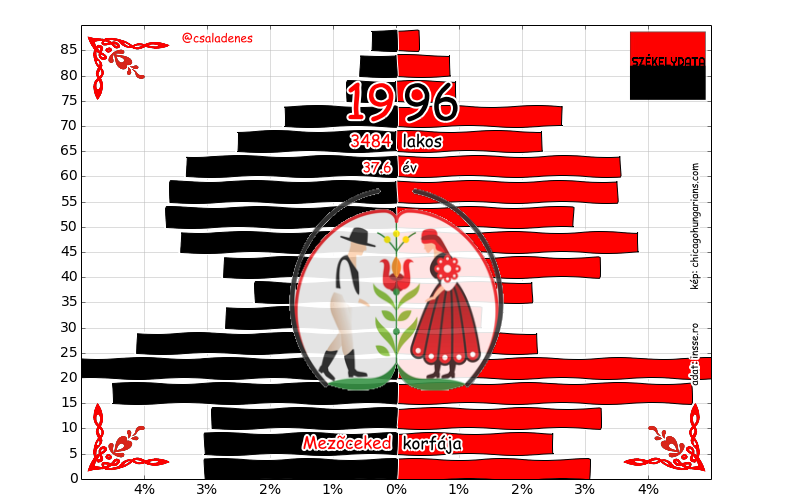 @csaladenes
SZÉKELYDATA
1996
3484 lakos
37.6 év
Mezőceked korfája
kép: chicagohungarians.com
adat: insse.ro
85
80
75
70
65
60
55
50
45
40
35
30
25
20
15
10
5
0
4% 3% 2% 1% 0% 1% 2% 3% 4%